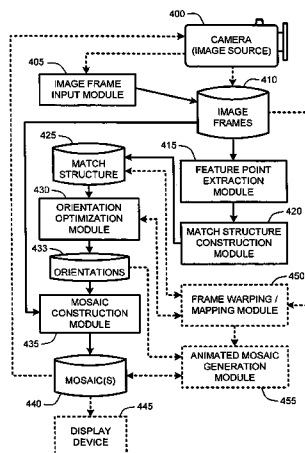 400
CAMERA
(IMAGE SOURCE)
405
410
IMAGE FRAME
INPUT MODULE
IMAGE
FRAMES
425
415
MATCH
STRUCTURE
FEATURE POINT
EXTRACTION
MODULE
430
420
ORIENTATION
OPTIMIZATION
MODULE
MATCH STRUCTURE
CONSTRUCTION
MODULE
433
450
ORIENTATIONS
FRAME WARPING /
MAPPING MODULE
MOSAIC
CONSTRUCTION
MODULE
435
ANIMATED MOSAIC
GENERATION
MODULE
455
MOSAIC(S)
440
445
DISPLAY
DEVICE